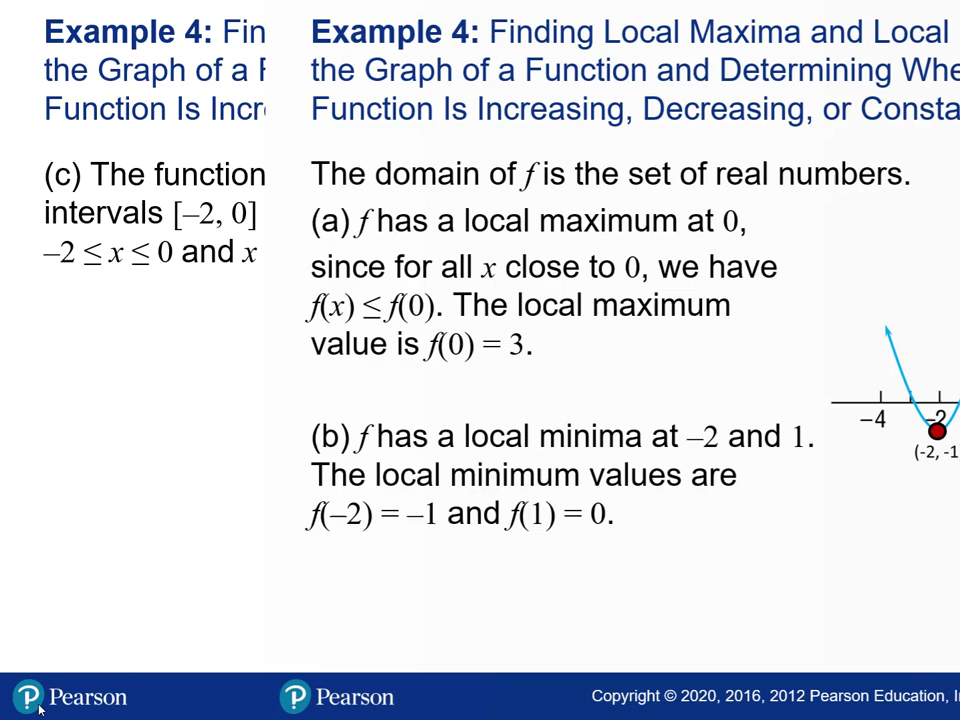 Example 4: Fin
the Graph of a F
Function Is Incre
(c) The function
intervals [–2, 0]
–2 ≤ x ≤ 0 and x
Pearson
Example 4: Finding Local Maxima and Local
the Graph of a Function and Determining Whe
Function Is Increasing, Decreasing, or Consta
The domain of f is the set of real numbers.
(a) f has a local maximum at 0,
since for all x close to 0, we have
f(x) ≤ f(0). The local maximum
value is f(0) = 3.
(b) f has a local minima at –2 and 1.
The local minimum values are
f(–2) = –1 and f(1) = 0.
–4 –2
(-2, -1
Pearson
Copyright © 2020, 2016, 2012 Pearson Education, I